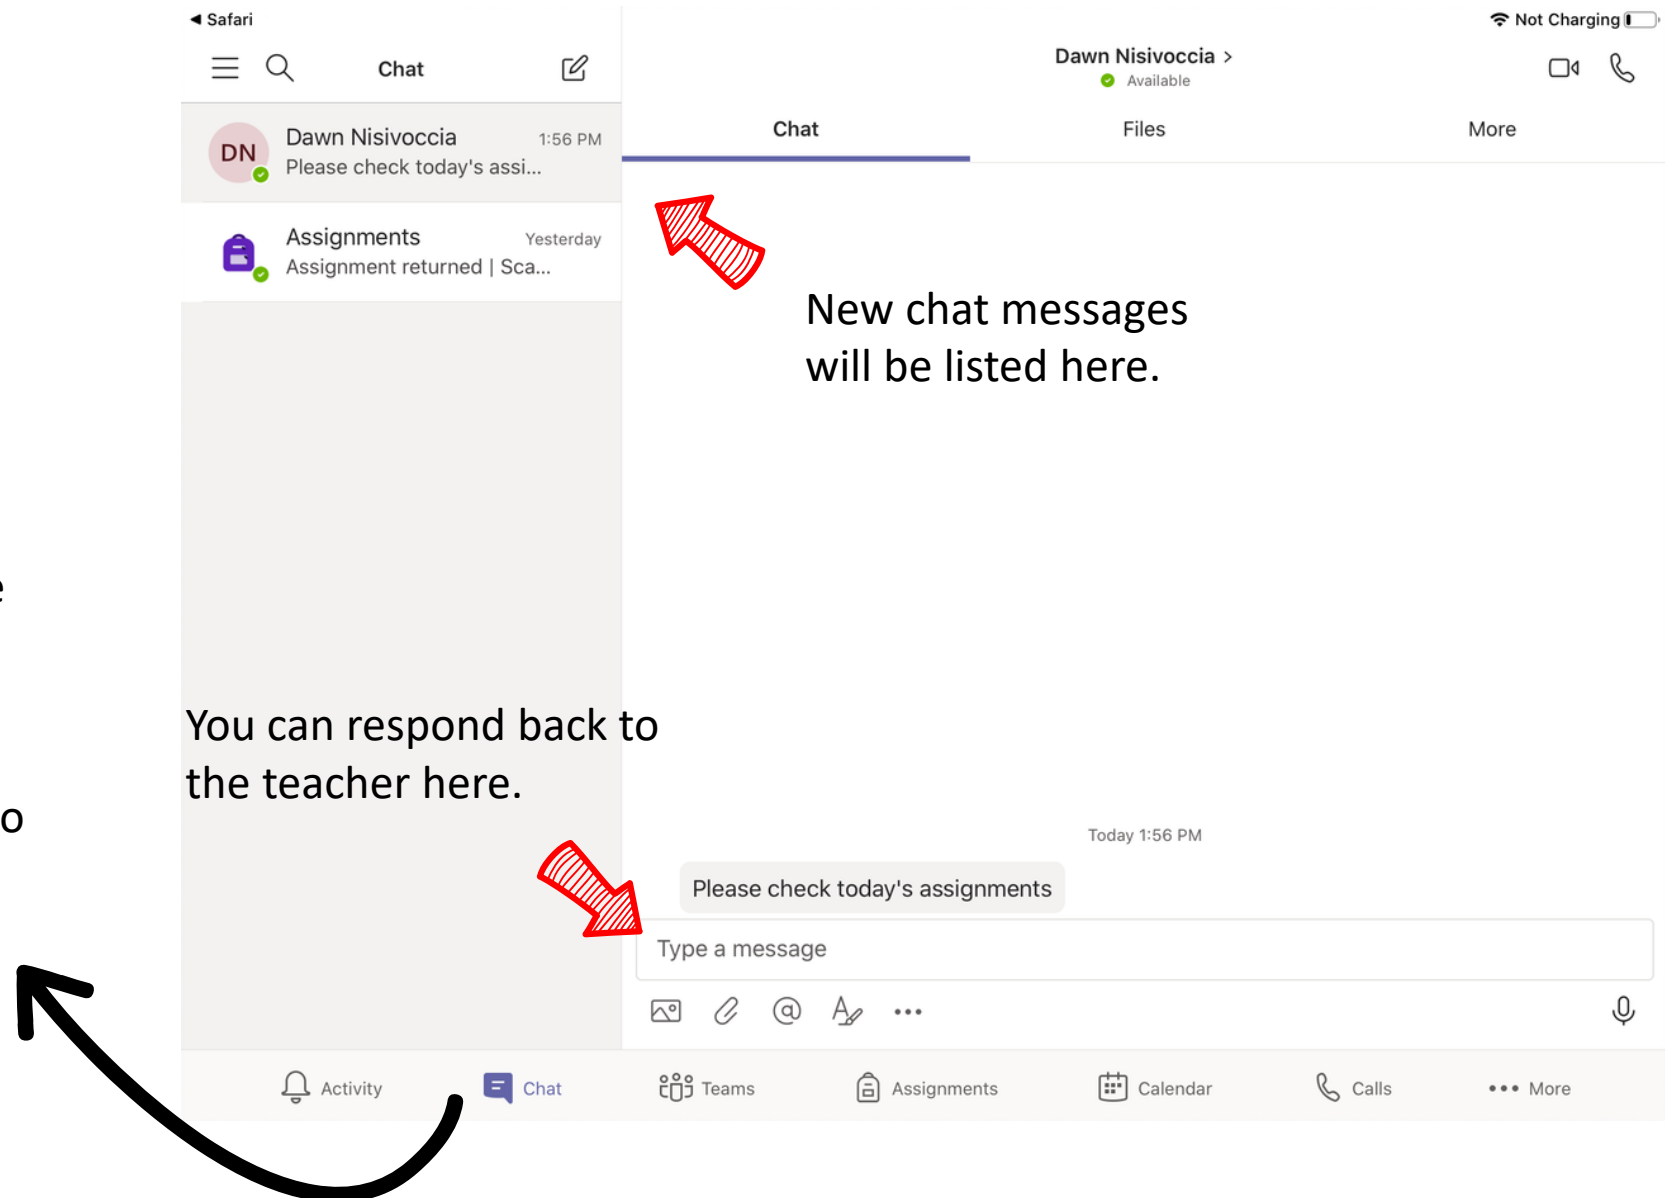 Safari
Not Charging
Chat
Dawn Nisivoccia >
Available
DN
Dawn Nisivoccia 1:56 PM
Please check today's assi...
Chat Files More
Assignments Yesterday
Assignment returned | Sca...
New chat messages
will be listed here.
e
You can respond back to
the teacher here.
o
Today 1:56 PM
Please check today's assignments
Type a message
Activity Chat Teams Assignments Calendar Calls More